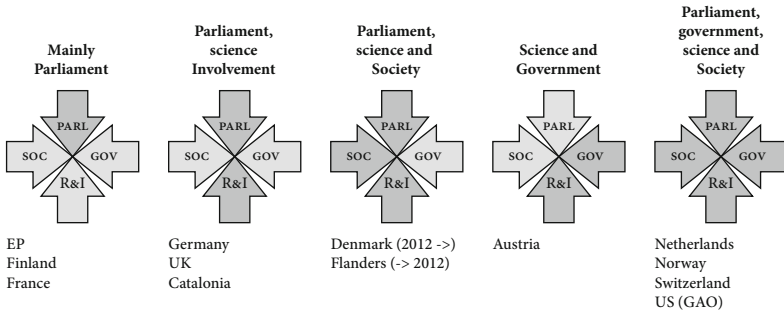 Mainly
Parliament
PARL
SOC
GOV
R&I
EP
Finland
France
Parliament,
science
Involvement
PARL
SOC
GOV
R&I
Germany
UK
Catalonia
Parliament,
science and
Society
PARL
SOC
GOV
R&I
Denmark (2012 ->)
Flanders (-> 2012)
Science and
Government
PARL
SOC
GOV
R&I
Austria
Parliament,
government,
science and
Society
PARL
SOC
GOV
R&I
Netherlands
Norway
Switzerland
US (GAO)